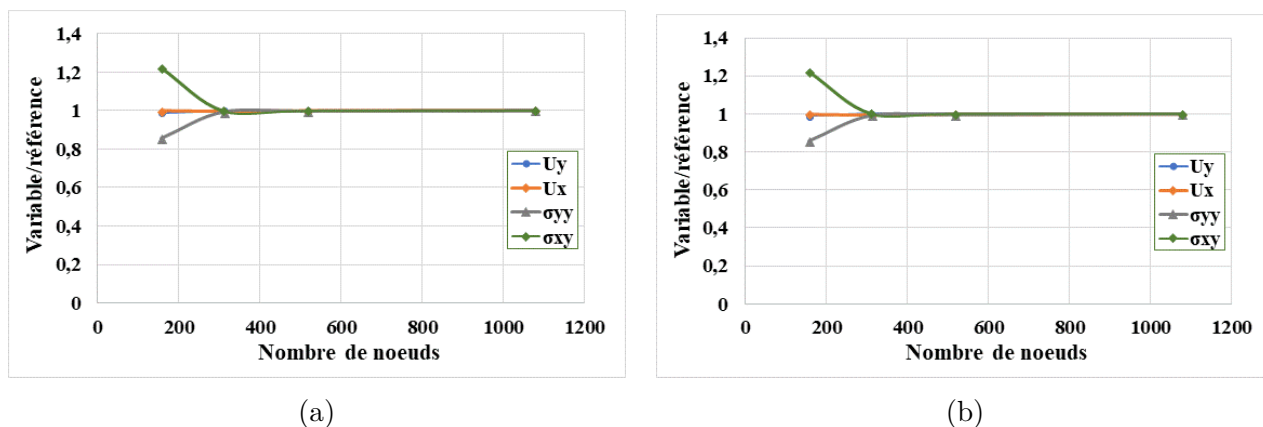 1,4
1,2
1
0,8
0,6
0,4
0,2
0
Variable/référence
Uy
Ux
σyy
σxy
0 200 400 600 800 1000 1200
Nombre de noeuds
(a)
1,4
1,2
1
0,8
0,6
0,4
0,2
0
Variable/référence
Uy
Ux
σyy
σxy
0 200 400 600 800 1000 1200
Nombre de noeuds
(b)